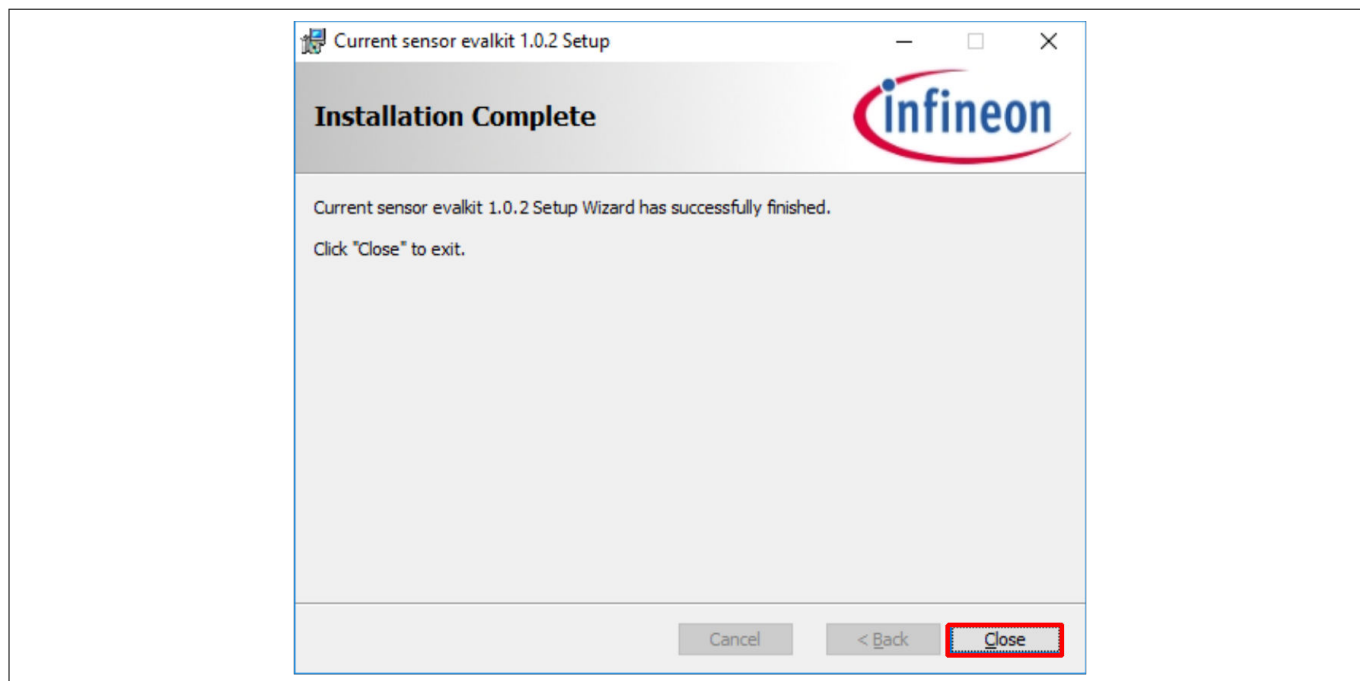 Current sensor evalkit 1.0.2 Setup
Installation Complete
infineon
Current sensor evalkit 1.0.2 Setup Wizard has successfully finished.
Click "Close" to exit.
Cancel
< Back
Close